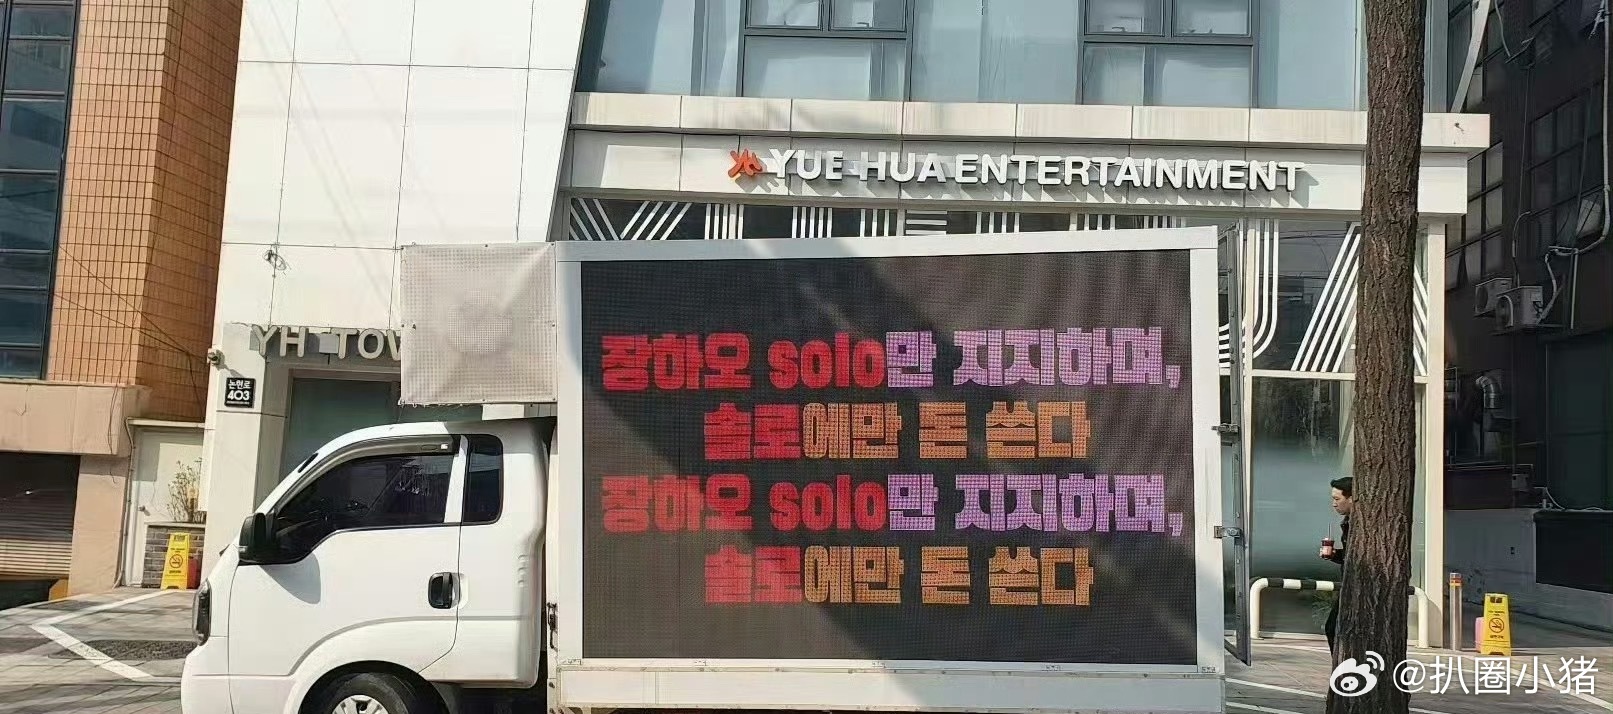 YUE HUA ENTERTAINMENT
YH TOW
논현로
403
장하오 solo만 지지하며,
솔로에만 돈 쓴다
장하오 solo만 지지하며,
솔로에만 돈 쓴다
@扒圈小猪